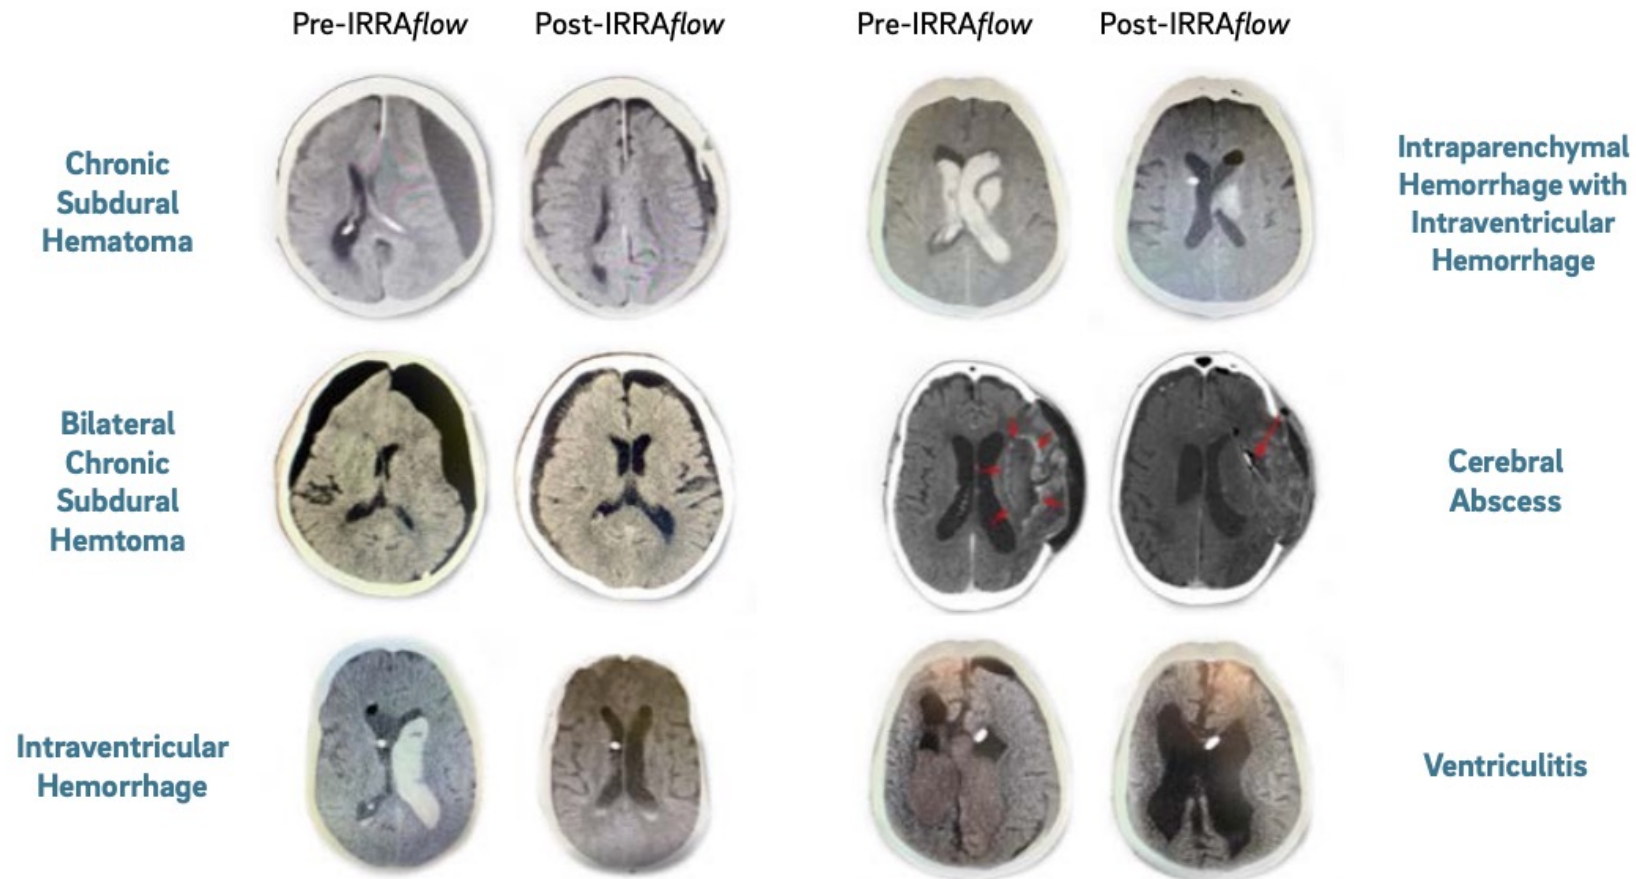 Pre-IRRAflow
Post-IRRAflow
Pre-IRRAflow
Post-IRRAflow
Chronic
Subdural
Hematoma
Intraparenchymal
Hemorrhage with
Intraventricular
Hemorrhage
Bilateral
Chronic
Subdural
Hemtoma
Cerebral
Abscess
Intraventricular
Hemorrhage
Ventriculitis